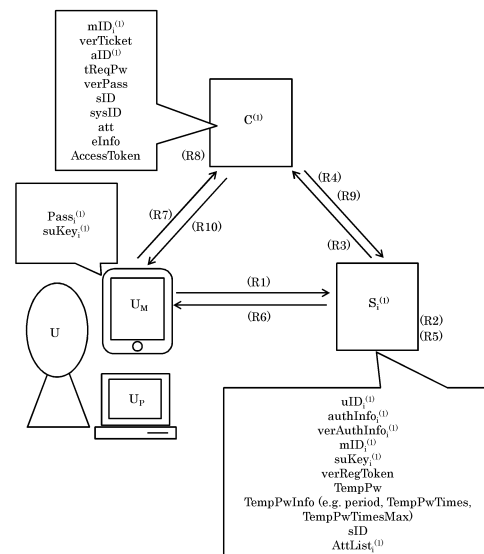 mIDᵢ⁽¹⁾
verTicket
aID⁽¹⁾
tReqPw
verPass
sID
sysID
att
eInfo
AccessToken
C⁽¹⁾
(R8)
(R4)
(R9)
(R7)
(R10)
(R3)
Passᵢ⁽¹⁾
suKeyᵢ⁽¹⁾
(R1)
U_M
Sᵢ⁽¹⁾
(R6)
(R2)
(R5)
U
U_P
uIDᵢ⁽¹⁾
authInfoᵢ⁽¹⁾
verAuthInfoᵢ⁽¹⁾
mIDᵢ⁽¹⁾
suKeyᵢ⁽¹⁾
verRegToken
TempPw
TempPwInfo (e.g. period, TempPwTimes,
TempPwTimesMax)
sID
AttListᵢ⁽¹⁾